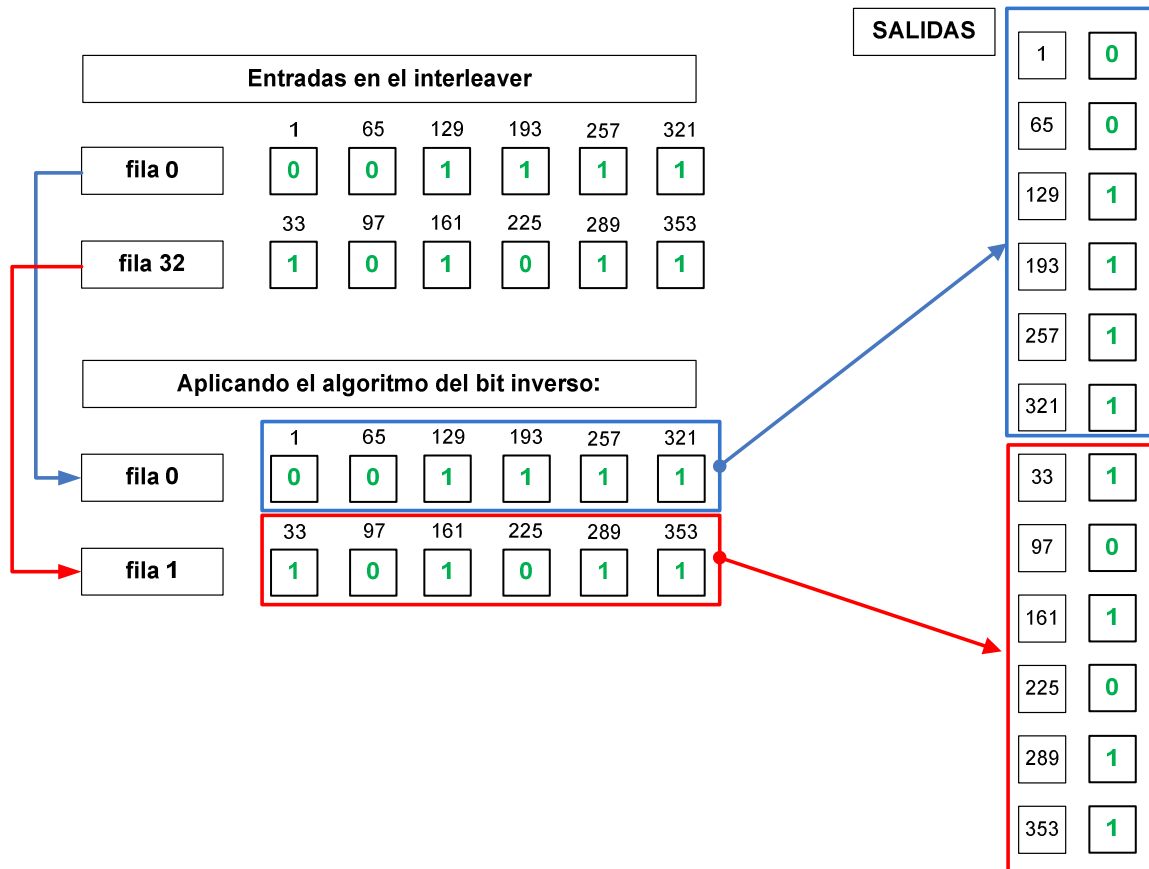 SALIDAS
Entradas en el interleaver
1 65 129 193 257 321
fila 0 0 0 1 1 1 1
33 97 161 225 289 353
fila 32 1 0 1 0 1 1
Aplicando el algoritmo del bit inverso:
1 65 129 193 257 321
fila 0 0 0 1 1 1 1
33 97 161 225 289 353
fila 1 1 0 1 0 1 1
1 0
65 0
129 1
193 1
257 1
321 1
33 1
97 0
161 1
225 0
289 1
353 1